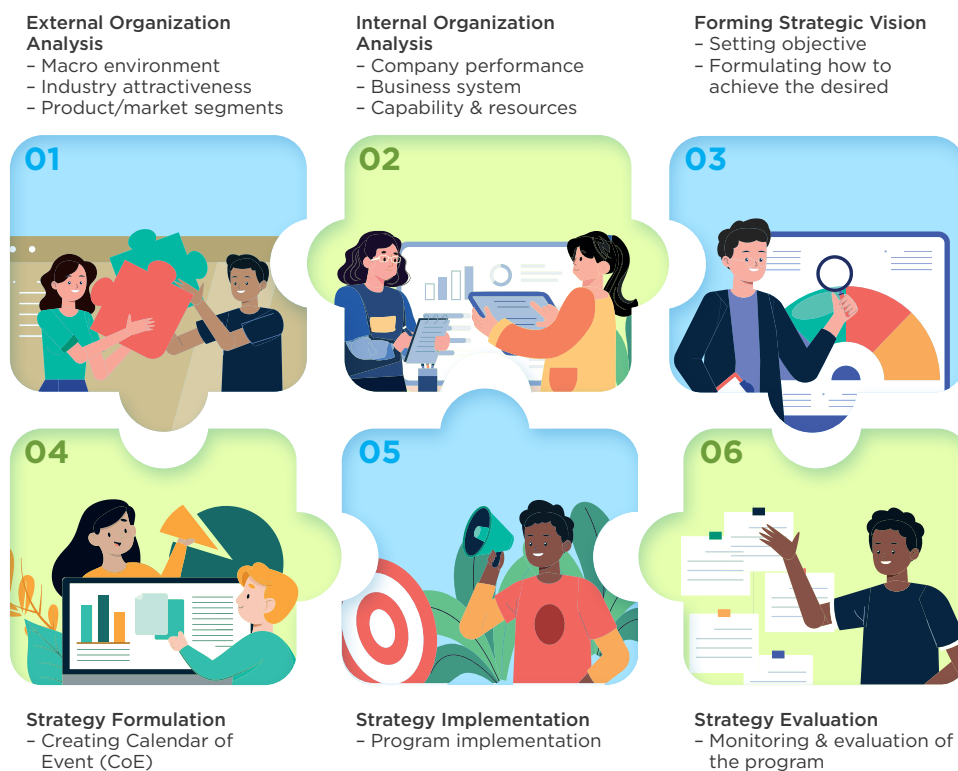 External Organization
Analysis
– Macro environment
– Industry attractiveness
– Product/market segments
Internal Organization
Analysis
– Company performance
– Business system
– Capability & resources
Forming Strategic Vision
– Setting objective
– Formulating how to
achieve the desired
01
02
03
04
05
06
Strategy Formulation
– Creating Calendar of
Event (CoE)
Strategy Implementation
– Program implementation
Strategy Evaluation
– Monitoring & evaluation of
the program